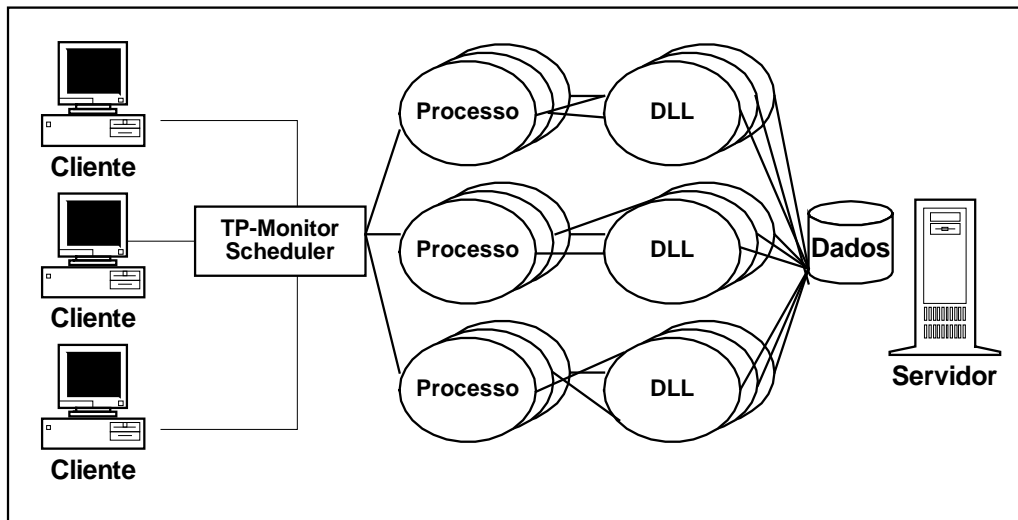 Cliente
Cliente
Cliente
TP-Monitor
Scheduler
Processo
DLL
Processo
DLL
Processo
DLL
Dados
Servidor